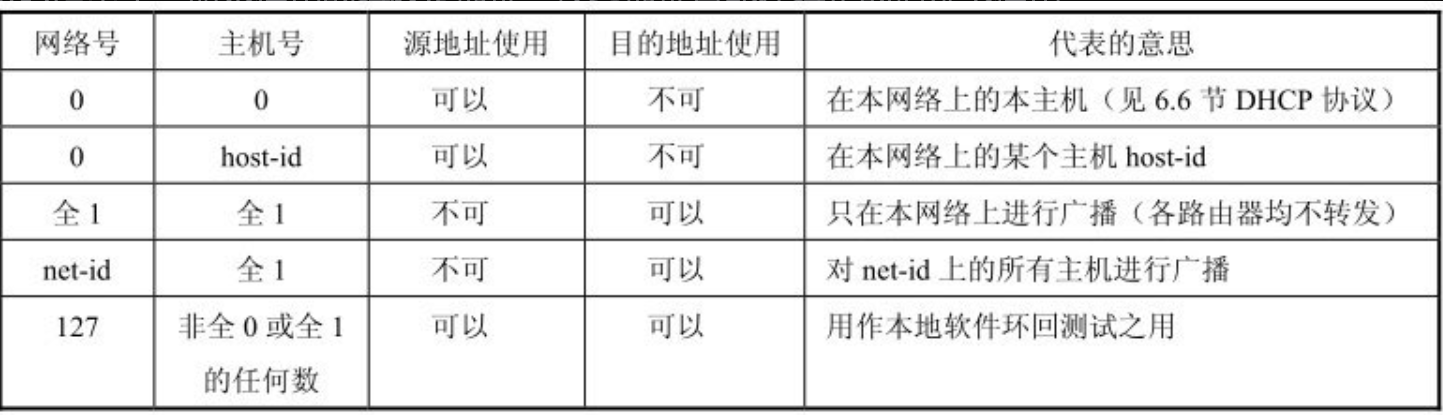 网络号 主机号 源地址使用 目的地址使用 代表的意思
0 0 可以 不可 在本网络上的本主机（见 6.6 节 DHCP 协议）
0 host-id 可以 不可 在本网络上的某个主机 host-id
全 1 全 1 不可 可以 只在本网络上进行广播（各路由器均不转发）
net-id 全 1 不可 可以 对 net-id 上的所有主机进行广播
127 非全 0 或全 1 可以 可以 用作本地软件环回测试之用
的任何数